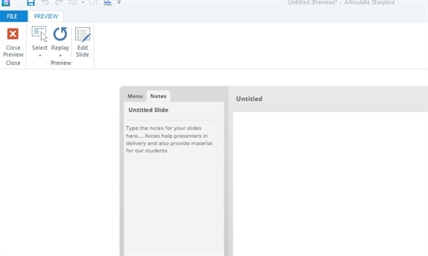 Untitled (Preview)* - Articulate Storyline
FILE PREVIEW
Close Preview Select Replay Edit Slide
Close Preview
Menu Notes Untitled
Untitled Slide
Type the notes for your slides
here.....Notes help presenters in
delivery and also provide material
for our students